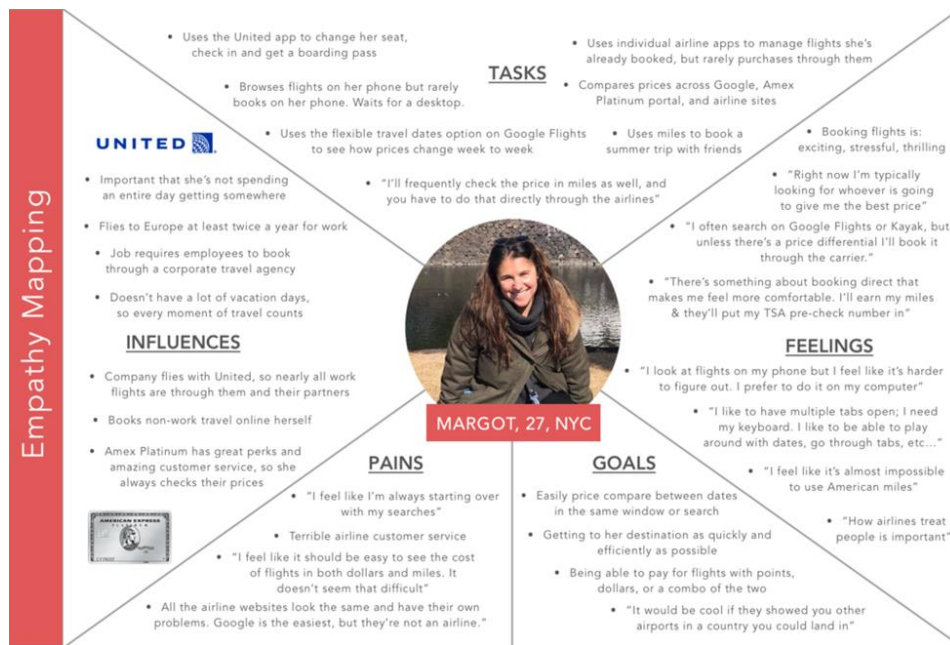 Empathy Mapping
TASKS
• Uses the United app to change her seat,
check in and get a boarding pass
• Browses flights on her phone but rarely
books on her phone. Waits for a desktop.
• Uses the flexible travel dates option on Google Flights
to see how prices change week to week
• Uses individual airline apps to manage flights she's
already booked, but rarely purchases through them
• Compares prices across Google, Amex
Platinum portal, and airline sites
• Uses miles to book a
summer trip with friends
• "I'll frequently check the price in miles as well, and
you have to do that directly through the airlines"
UNITED
• Important that she's not spending
an entire day getting somewhere
• Flies to Europe at least twice a year for work
• Job requires employees to book
through a corporate travel agency
• Doesn't have a lot of vacation days,
so every moment of travel counts
INFLUENCES
• Company flies with United, so nearly all work
flights are through them and their partners
• Books non-work travel online herself
• Amex Platinum has great perks and
amazing customer service, so she
always checks their prices
AMERICAN EXPRESS
MARGOT, 27, NYC
• Booking flights is:
exciting, stressful, thrilling
• "Right now I'm typically
looking for whoever is going
to give me the best price"
• "I often search on Google Flights or Kayak, but
unless there's a price differential I'll book it
through the carrier."
• "There's something about booking direct that
makes me feel more comfortable. I'll earn my miles
& they'll put my TSA pre-check number in"
FEELINGS
• "I look at flights on my phone but I feel like it's harder
to figure out. I prefer to do it on my computer"
• "I like to have multiple tabs open; I need
my keyboard. I like to be able to play
around with dates, go through tabs, etc..."
• "I feel like it's almost impossible
to use American miles"
• "How airlines treat
people is important"
PAINS
• "I feel like I'm always starting over
with my searches"
• Terrible airline customer service
• "I feel like it should be easy to see the cost
of flights in both dollars and miles. It
doesn't seem that difficult"
• All the airline websites look the same and have their own
problems. Google is the easiest, but they're not an airline."
GOALS
• Easily price compare between dates
in the same window or search
• Getting to her destination as quickly and
efficiently as possible
• Being able to pay for flights with points,
dollars, or a combo of the two
• "It would be cool if they showed you other
airports in a country you could land in"